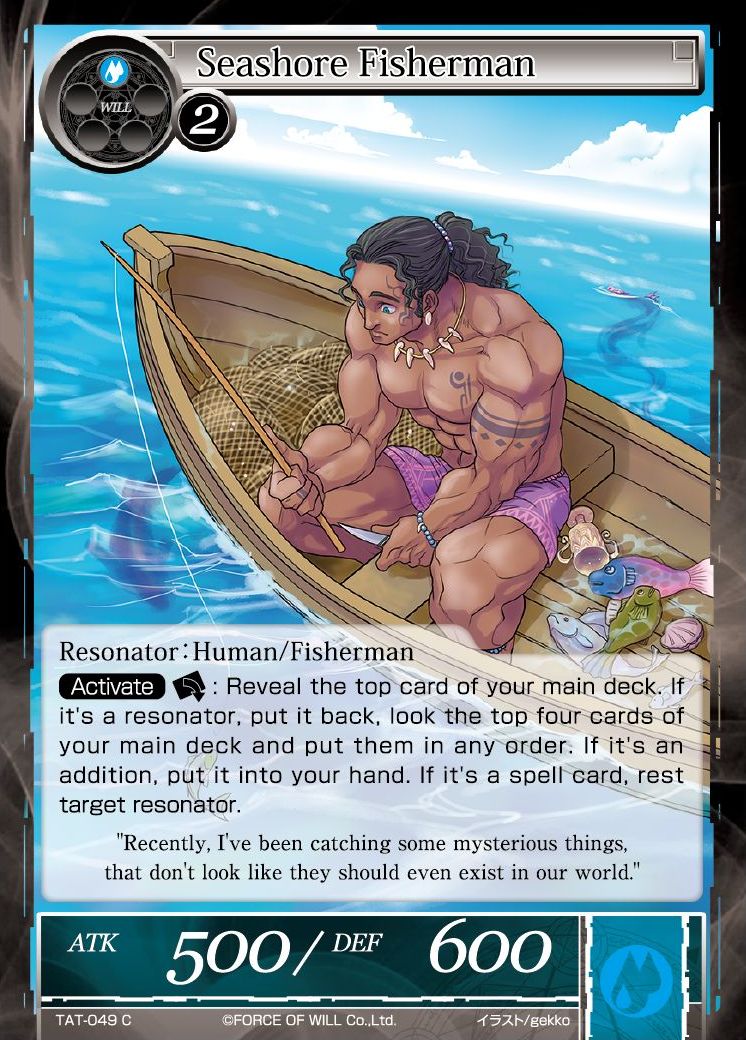 Seashore Fisherman
WILL
2
Resonator:Human/Fisherman
Activate : Reveal the top card of your main deck. If
it's a resonator, put it back, look the top four cards of
your main deck and put them in any order. If it's an
addition, put it into your hand. If it's a spell card, rest
target resonator.
"Recently, I've been catching some mysterious things,
that don't look like they should even exist in our world."
ATK 500/ DEF 600
TAT-049 C ©FORCE OF WILL Co.,Ltd. イラスト/gekko